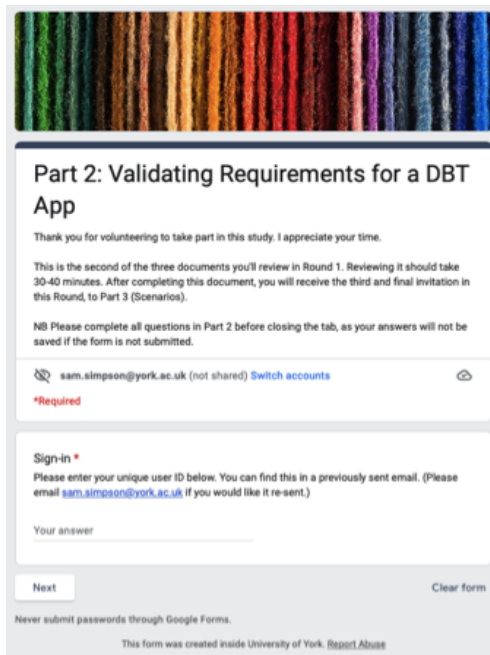 Part 2: Validating Requirements for a DBT
App
Thank you for volunteering to take part in this study. I appreciate your time.
This is the second of the three documents you'll review in Round 1. Reviewing it should take
30-40 minutes. After completing this document, you will receive the third and final invitation in
this Round, to Part 3 (Scenarios).
NB Please complete all questions in Part 2 before closing the tab, as your answers will not be
saved if the form is not submitted.
sam.simpson@york.ac.uk (not shared) Switch accounts
*Required
Sign-in *
Please enter your unique user ID below. You can find this in a previously sent email. (Please
email sam.simpson@york.ac.uk if you would like it re-sent.)
Your answer
Next Clear form
Never submit passwords through Google Forms.
This form was created inside University of York. Report Abuse